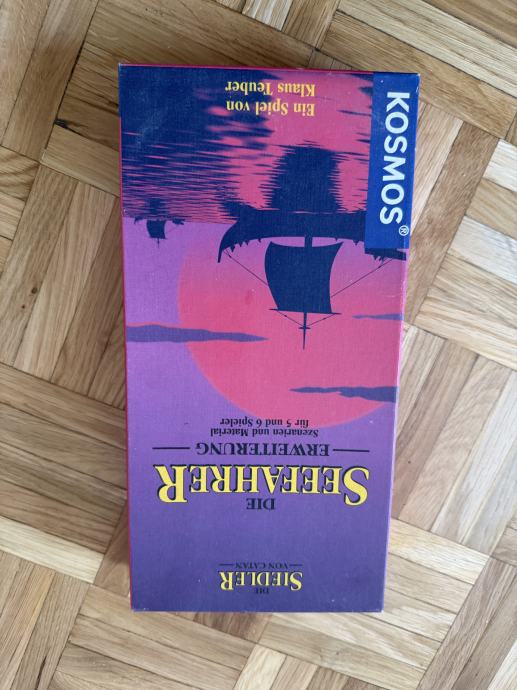 DIE
SIEDLER
VON CATAN
DIE
SEEFAHRER
ERWEITERUNG
Szenarien und Material
für 5 und 6 Spieler
Ein Spiel von
Klaus Teuber
KOSMOS®